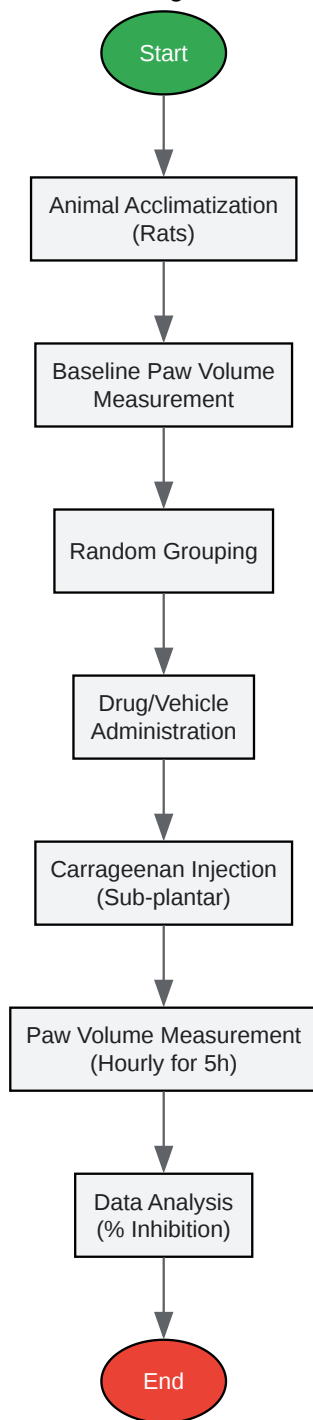 Start
Animal Acclimatization
(Rats)
Baseline Paw Volume
Measurement
Random Grouping
Drug/Vehicle
Administration
Carrageenan Injection
(Sub-plantar)
Paw Volume Measurement
(Hourly for 5h)
Data Analysis
(% Inhibition)
End